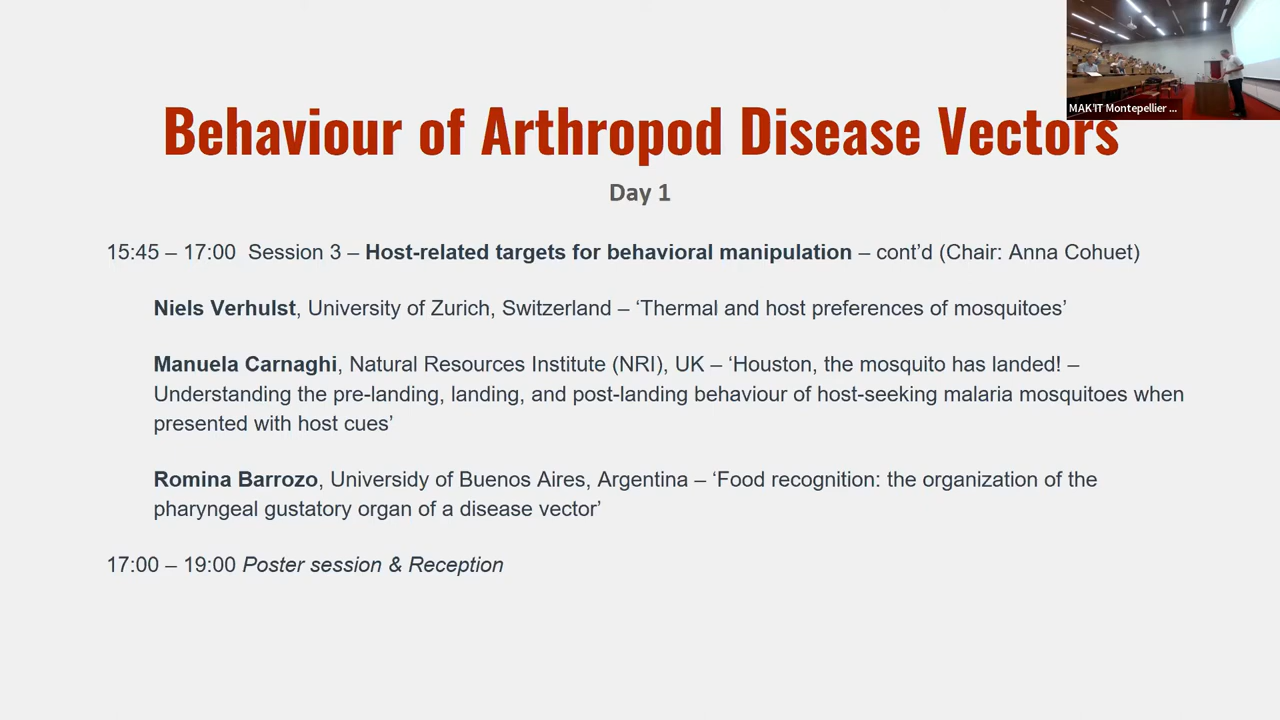 MAK'IT Montepellier ...
Behaviour of Arthropod Disease Vectors
Day 1
15:45 – 17:00 Session 3 – Host-related targets for behavioral manipulation – cont’d (Chair: Anna Cohuet)
Niels Verhulst, University of Zurich, Switzerland – ‘Thermal and host preferences of mosquitoes’
Manuela Carnaghi, Natural Resources Institute (NRI), UK – ‘Houston, the mosquito has landed! –
Understanding the pre-landing, landing, and post-landing behaviour of host-seeking malaria mosquitoes when
presented with host cues’
Romina Barrozo, Universidy of Buenos Aires, Argentina – ‘Food recognition: the organization of the
pharyngeal gustatory organ of a disease vector’
17:00 – 19:00 Poster session & Reception